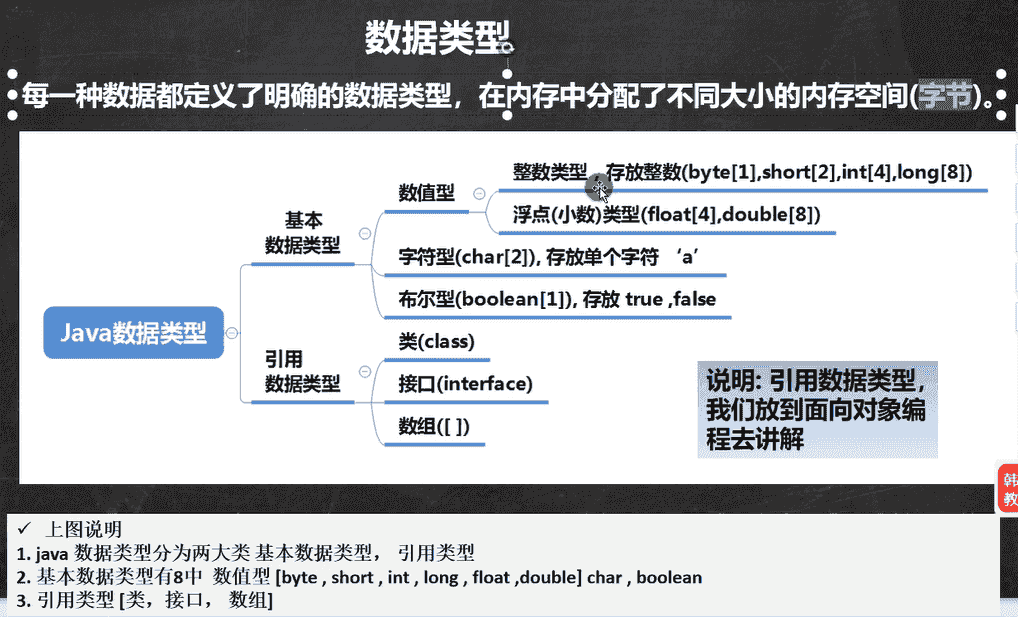 数据类型
每一种数据都定义了明确的数据类型，在内存中分配了不同大小的内存空间(字节)。
整数类型，存放整数(byte[1],short[2],int[4],long[8])
数值型
浮点(小数)类型(float[4],double[8])
基本
数据类型
字符型(char[2]), 存放单个字符 ‘a’
布尔型(boolean[1]), 存放 true ,false
Java数据类型
类(class)
引用
数据类型
接口(interface)
数组([ ])
说明: 引用数据类型，
我们放到面向对象编
程去讲解
韩
教
✓ 上图说明
1. java 数据类型分为两大类 基本数据类型， 引用类型
2. 基本数据类型有8中 数值型 [byte , short , int , long , float ,double] char , boolean
3. 引用类型 [类，接口， 数组]